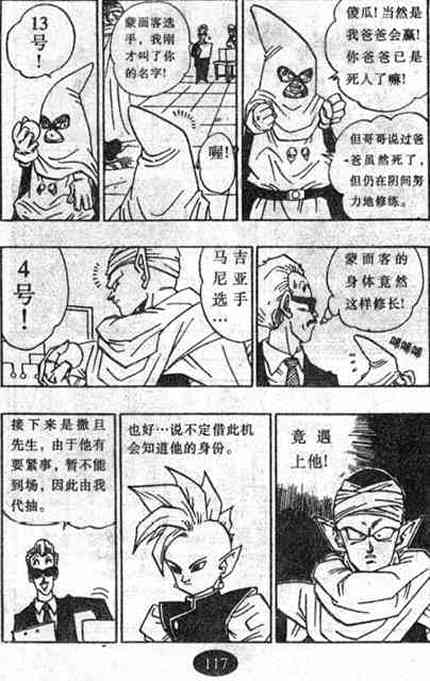 傻瓜!当然是
我爸爸会赢!
你爸爸已是
死人了嘛!
但哥哥说过爸
爸虽然死了，
但仍在阴间努
力地修炼。
蒙而客选
手，我刚
才叫了你
的名字!
喔!
13号!
蒙而客的
身体竟然
这样修长!
吉亚手
马尼选…
4号!
竟遇
上他!
也好…说不定借此机
会知道他的身份。
接下来是撒旦
先生，由于他有
要紧事，暂不能
到场，因此由我
代抽。
117